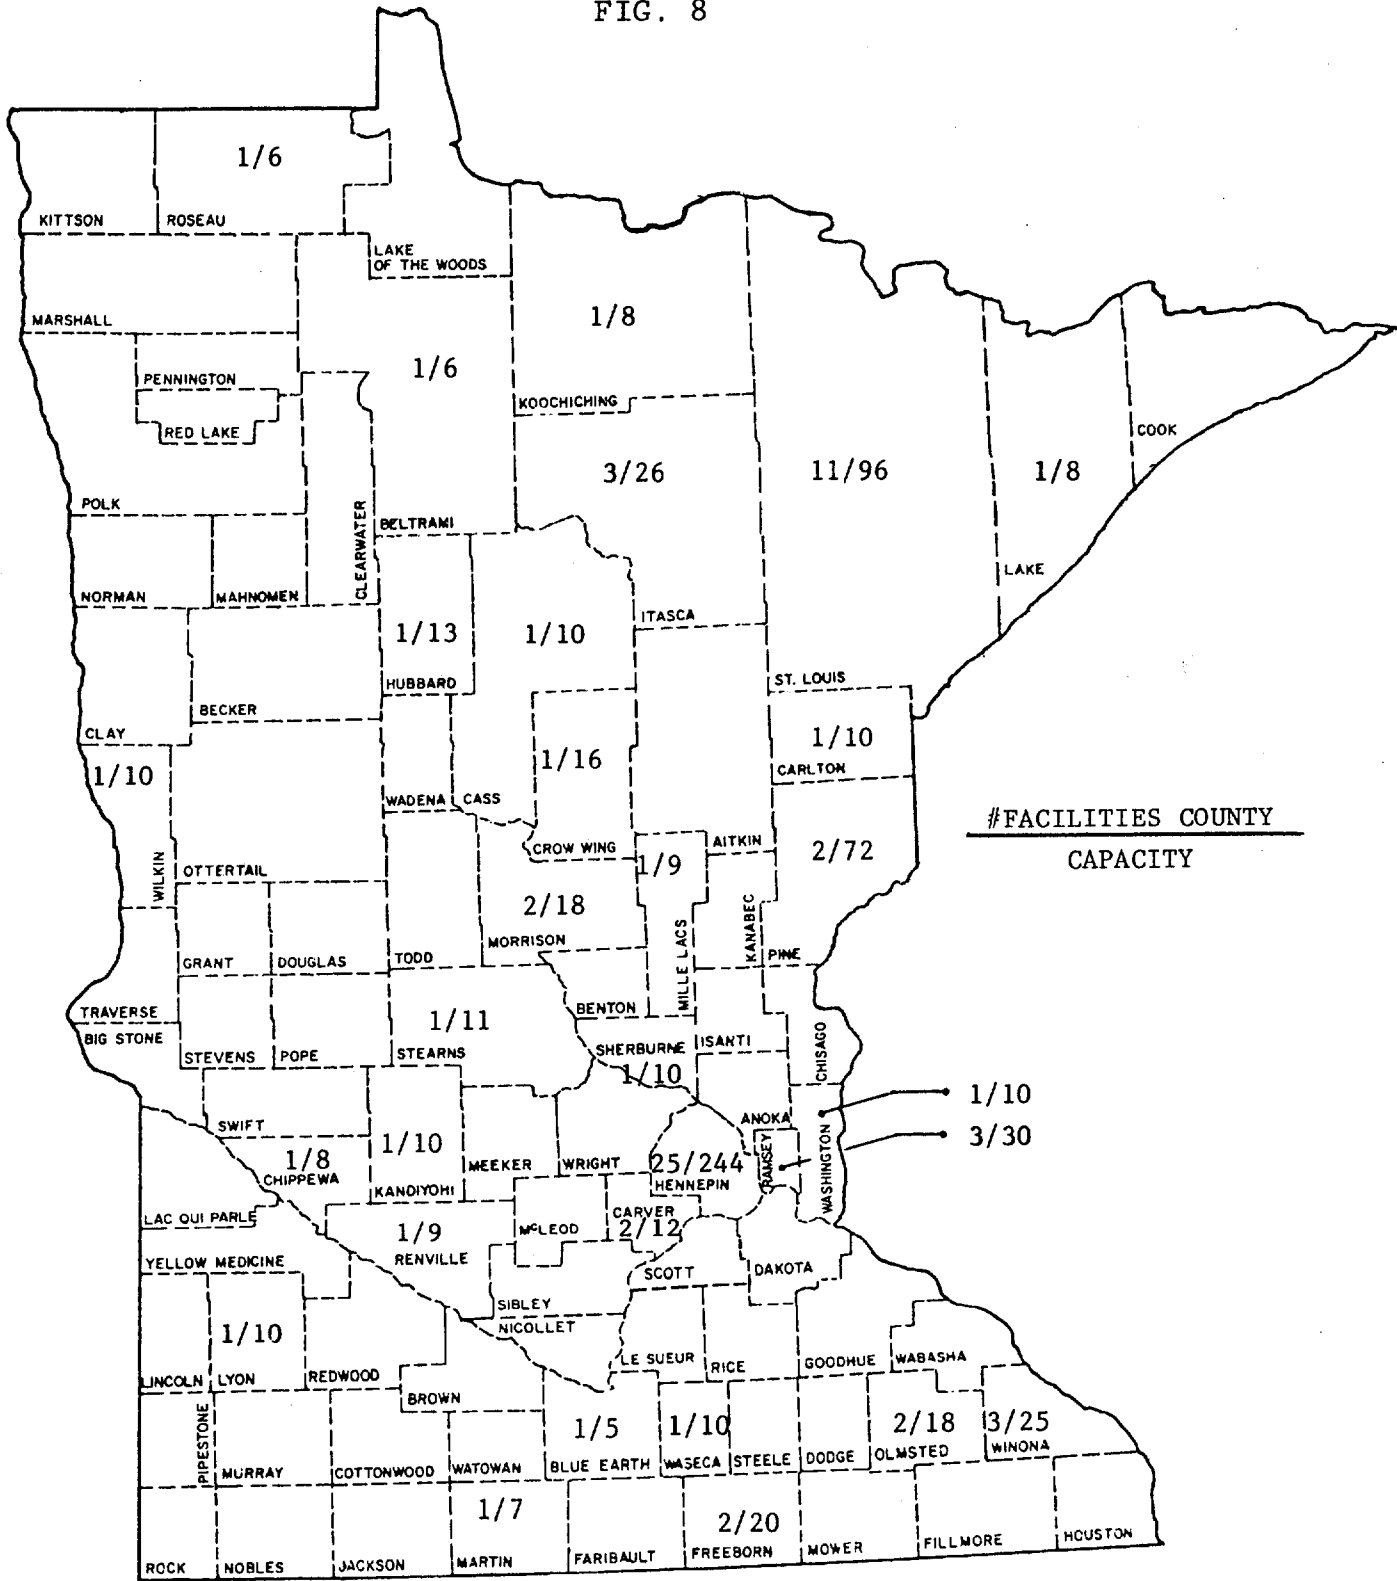 FIG. 8
1/6
KITTSON
ROSEAU
LAKE
OF THE WOODS
MARSHALL
1/8
PENNINGTON
1/6
KOOCHICHING
RED LAKE
COOK
3/26
11/96
1/8
POLK
BELTRAMI
CLEARWATER
LAKE
NORMAN
MAHNOMEN
ITASCA
1/13
1/10
HUBBARD
ST. LOUIS
BECKER
CLAY
1/10
1/16
1/10
CARLTON
WADENA
CASS
#FACILITIES COUNTY
CAPACITY
CROW WING
AITKIN
1/9
2/72
OTTERTAIL
WILKIN
2/18
MORRISON
KANABEC
PINE
GRANT
DOUGLAS
TODD
MILLE LACS
TRAVERSE
BENTON
BIG STONE
1/11
STEVENS
POPE
STEARNS
SHERBURNE
ISANTI
CHISAGO
1/10
1/10
SWIFT
ANOKA
3/30
1/8
CHIPPEWA
1/10
MEEKER
WRIGHT
25/244
HENNEPIN
RAMSEY
WASHINGTON
KANDIYOHI
LAC QUI PARLE
1/9
RENVILLE
McLEOD
CARVER
2/12
YELLOW MEDICINE
SCOTT
DAKOTA
SIBLEY
NICOLLET
1/10
LINCOLN
LYON
REDWOOD
LE SUEUR
RICE
GOODHUE
WABASHA
BROWN
PIPESTONE
1/5
1/10
2/18
3/25
MURRAY
COTTONWOOD
WATOWAN
BLUE EARTH
WASECA
STEELE
DODGE
OLMSTED
WINONA
1/7
2/20
ROCK
NOBLES
JACKSON
MARTIN
FARIBAULT
FREEBORN
MOWER
FILLMORE
HOUSTON